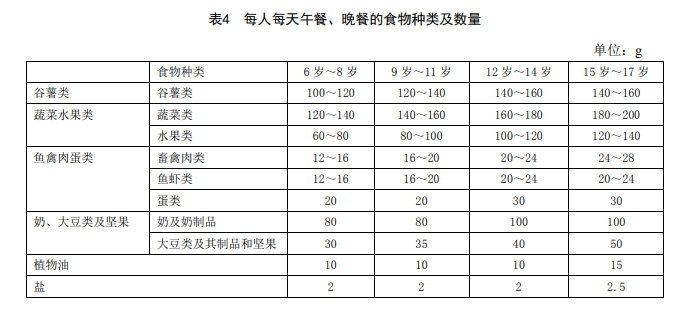 表4 每人每天午餐、晚餐的食物种类及数量
单位：g
食物种类 6 岁～8 岁 9 岁～11 岁 12 岁～14 岁 15 岁～17 岁
谷薯类 谷薯类 100～120 120～140 140～160 140～160
蔬菜水果类 蔬菜类 120～140 140～160 160～180 180～200
水果类 60～80 80～100 100～120 120～140
鱼禽肉蛋类 畜禽肉类 12～16 16～20 20～24 24～28
鱼虾类 12～16 16～20 20～24 20～24
蛋类 20 20 30 30
奶、大豆类及坚果 奶及奶制品 80 80 100 100
大豆类及其制品和坚果 30 35 40 50
植物油 10 10 10 15
盐 2 2 2 2.5